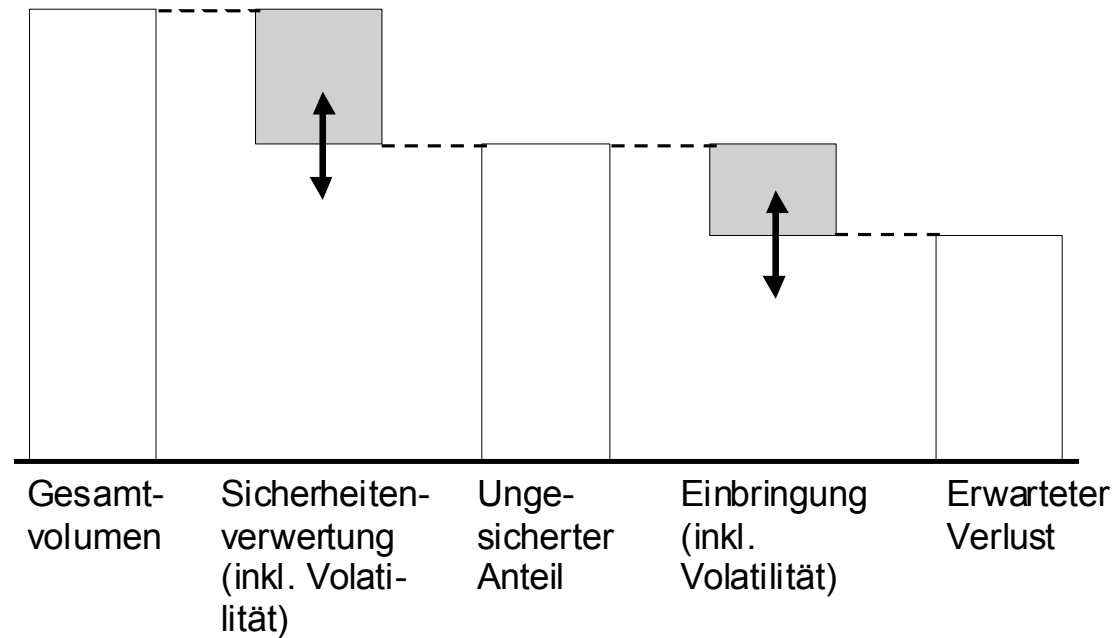 Gesamt-
volumen
Sicherheiten-
verwertung
(inkl. Volati-
lität)
Unge-
sicherter
Anteil
Einbringung
(inkl.
Volatilität)
Erwarteter
Verlust